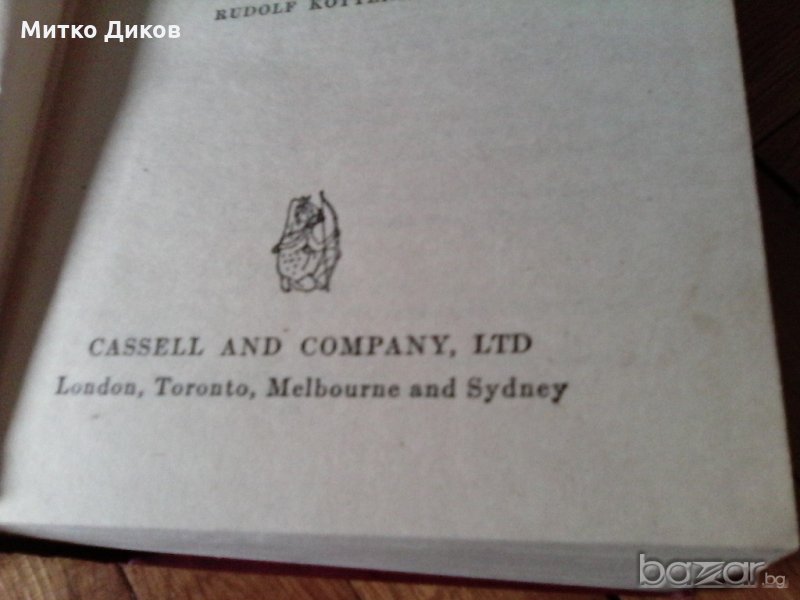 Митко Диков
RUDOLF
CASSELL AND COMPANY, LTD
London, Toronto, Melbourne and Sydney
bazar.bg